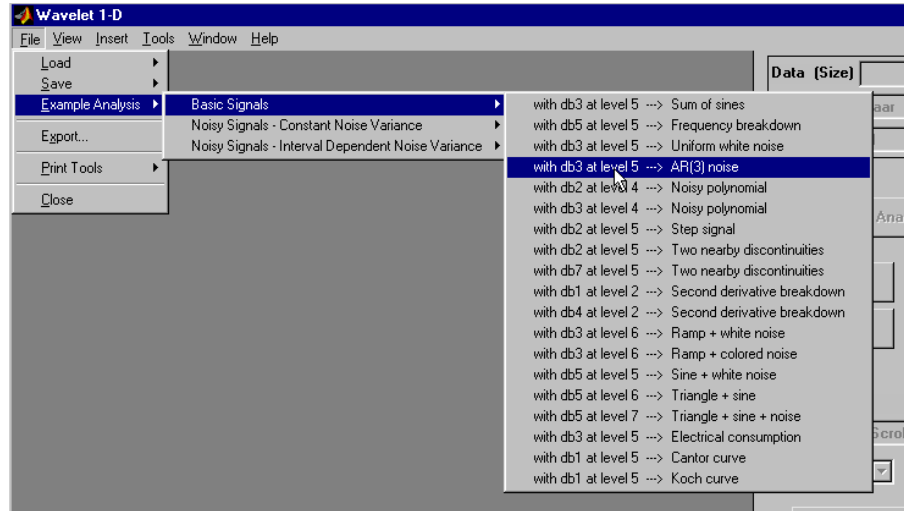 Wavelet 1-D
File View Insert Tools Window Help
Load
Save
Example Analysis
Export...
Print Tools
Close
Basic Signals
Noisy Signals - Constant Noise Variance
Noisy Signals - Interval Dependent Noise Variance
with db3 at level 5 ---> Sum of sines
with db5 at level 5 ---> Frequency breakdown
with db3 at level 5 ---> Uniform white noise
with db3 at level 5 ---> AR(3) noise
with db2 at level 4 ---> Noisy polynomial
with db3 at level 4 ---> Noisy polynomial
with db2 at level 5 ---> Step signal
with db2 at level 5 ---> Two nearby discontinuities
with db7 at level 5 ---> Two nearby discontinuities
with db1 at level 2 ---> Second derivative breakdown
with db4 at level 2 ---> Second derivative breakdown
with db3 at level 6 ---> Ramp + white noise
with db3 at level 6 ---> Ramp + colored noise
with db5 at level 5 ---> Sine + white noise
with db5 at level 6 ---> Triangle + sine
with db5 at level 7 ---> Triangle + sine + noise
with db3 at level 5 ---> Electrical consumption
with db1 at level 5 ---> Cantor curve
with db1 at level 5 ---> Koch curve
Data (Size)
aar
Ana
Scrol